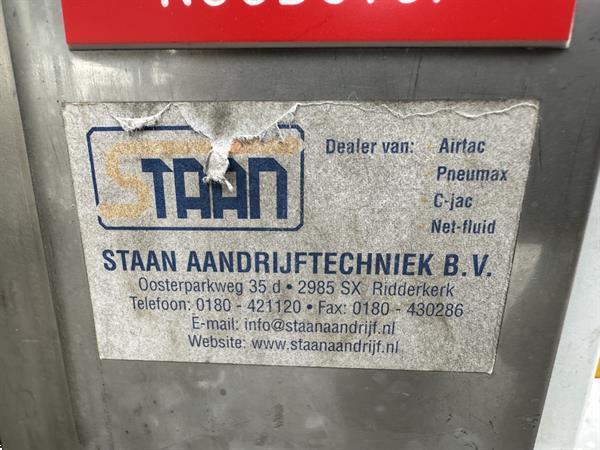 STAAN
Dealer van: Airtac
Pneumax
C-jac
Net-fluid
STAAN AANDRIJFTECHNIEK B.V.
Oosterparkweg 35 d • 2985 SX Ridderkerk
Telefoon: 0180 - 421120 • Fax: 0180 - 430286
E-mail: info@staanaandrijf.nl
Website: www.staanaandrijf.nl